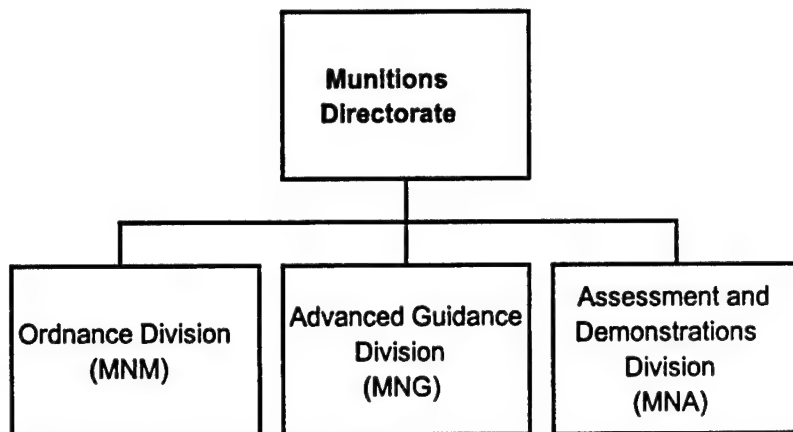 Munitions
Directorate
Ordnance Division
(MNM)
Advanced Guidance
Division
(MNG)
Assessment and
Demonstrations
Division
(MNA)